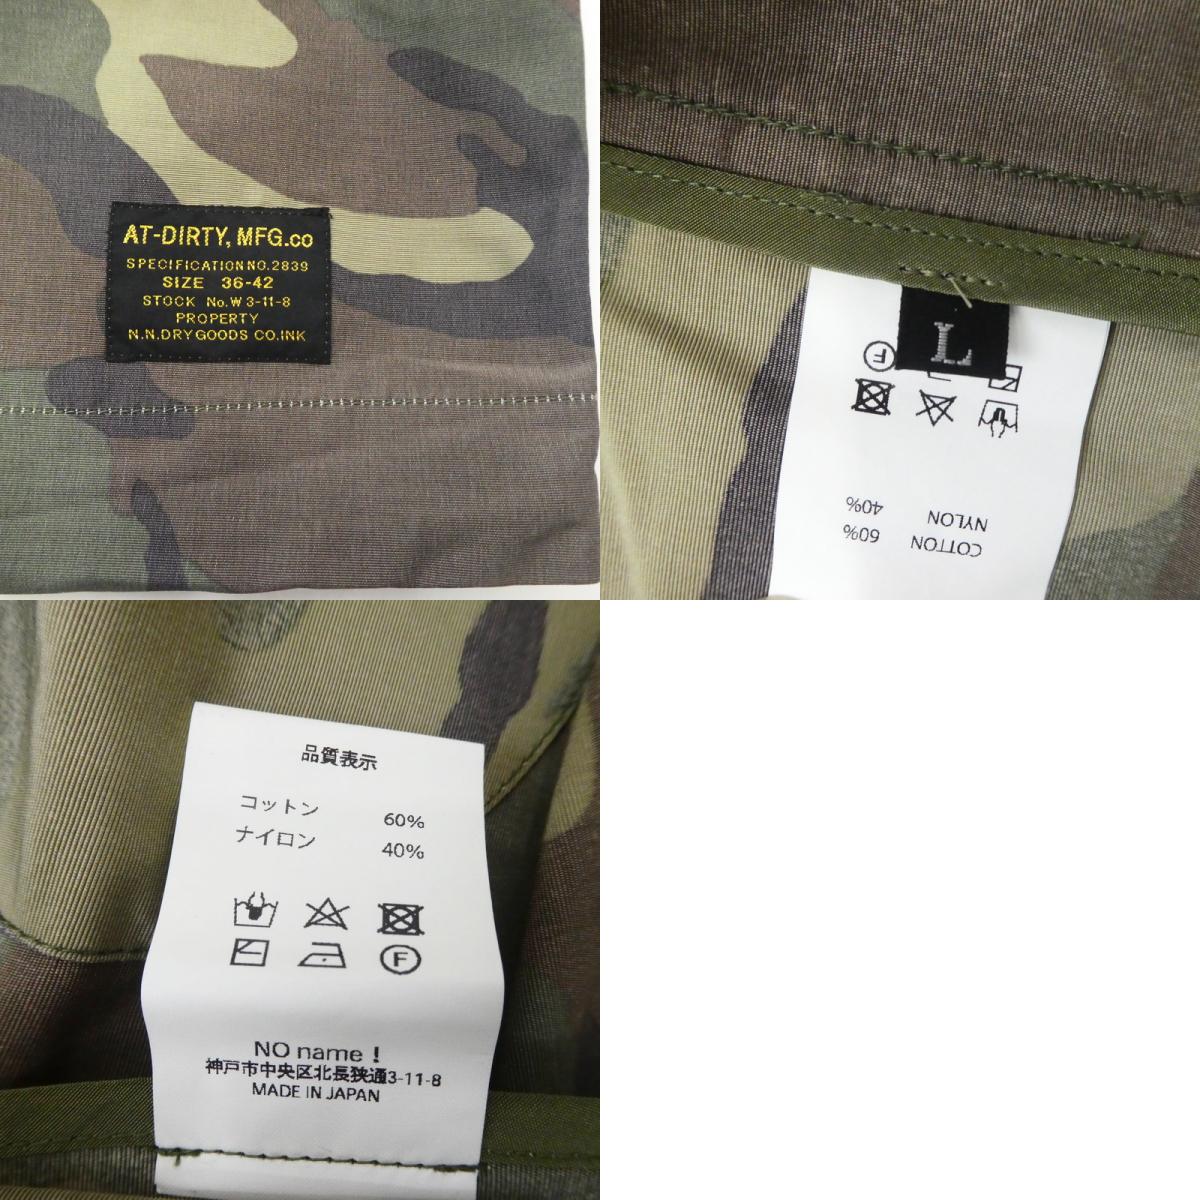 AT-DIRTY, MFG.co
SPECIFICATION NO.2839
SIZE 36-42
STOCK No.W 3-11-8
PROPERTY
N.N.DRYGOODS CO.INK
L
F
NYLON 40%
COTTON 60%
品質表示
コットン 60%
ナイロン 40%
F
NO name !
神戸市中央区北長狭通3-11-8
MADE IN JAPAN